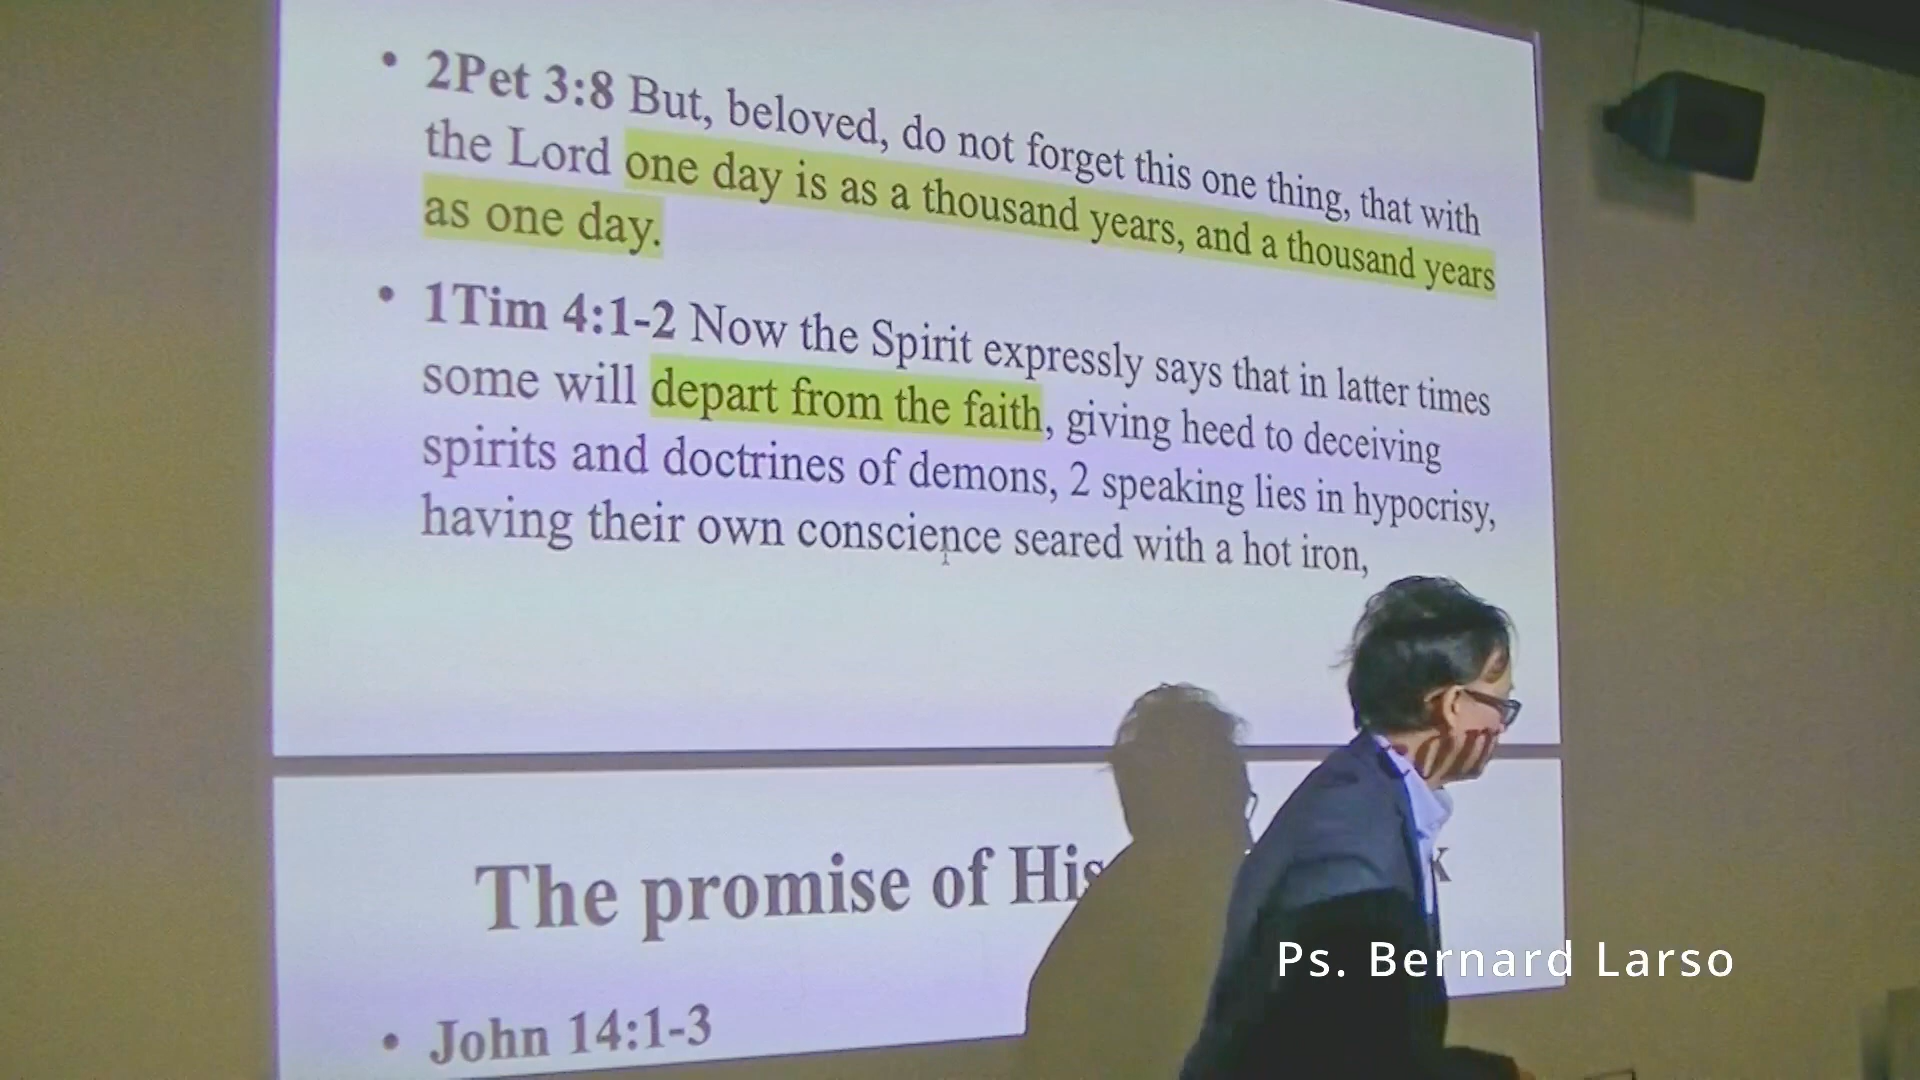 • 2Pet 3:8 But, beloved, do not forget this one thing, that with
the Lord one day is as a thousand years, and a thousand years
as one day.
• 1Tim 4:1-2 Now the Spirit expressly says that in latter times
some will depart from the faith, giving heed to deceiving
spirits and doctrines of demons, 2 speaking lies in hypocrisy,
having their own conscience seared with a hot iron,
The promise of His
• John 14:1-3
Ps. Bernard Larso